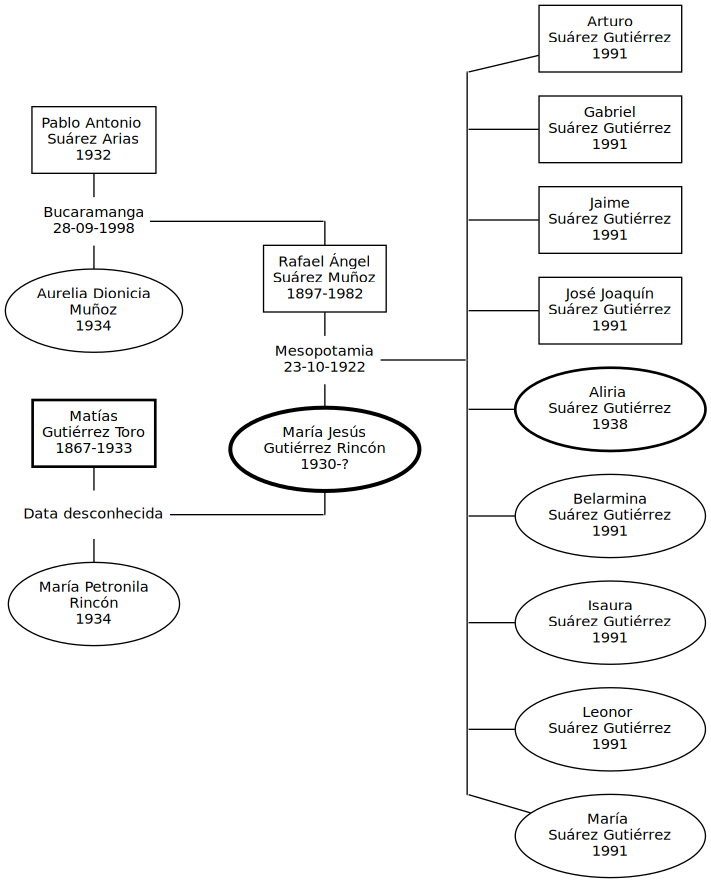 Pablo Antonio
Suárez Arias
1932
Bucaramanga
28-09-1998
Aurelia Dionicia
Muñoz
1934
Matías
Gutiérrez Toro
1867-1933
Data desconhecida
María Petronila
Rincón
1934
Rafael Ángel
Suárez Muñoz
1897-1982
Mesopotamia
23-10-1922
María Jesús
Gutiérrez Rincón
1930-?
Arturo
Suárez Gutiérrez
1991
Gabriel
Suárez Gutiérrez
1991
Jaime
Suárez Gutiérrez
1991
José Joaquín
Suárez Gutiérrez
1991
Aliria
Suárez Gutiérrez
1938
Belarmina
Suárez Gutiérrez
1991
Isaura
Suárez Gutiérrez
1991
Leonor
Suárez Gutiérrez
1991
María
Suárez Gutiérrez
1991